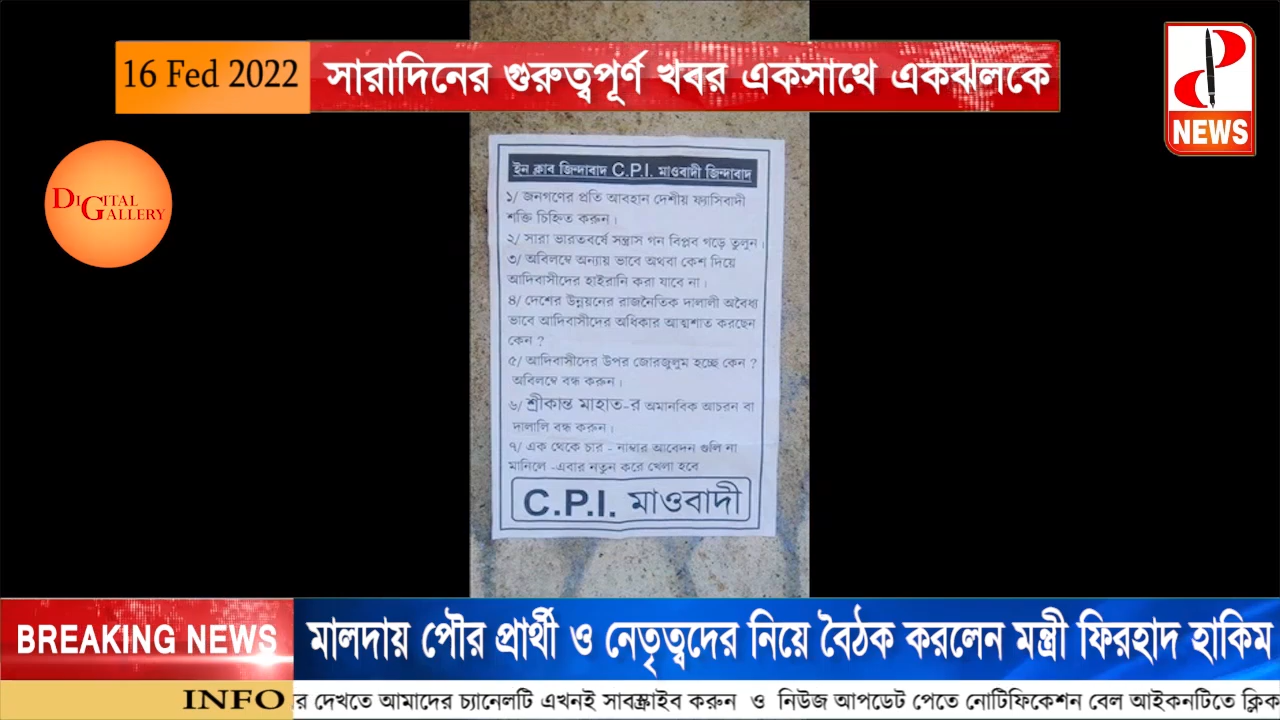 16 Fed 2022 সারাদিনের গুরুত্বপূর্ণ খবর একসাথে একঝলকে
P NEWS
DIGITAL GALLERY
ইন ক্লাব জিন্দাবাদ C.P.I. মাওবাদী জিন্দাবাদ
১/ জনগণের প্রতি আবহান দেশীয় ফ্যাসিবাদী
শক্তি চিহ্নিত করুন।
২/ সারা ভারতবর্ষে সন্ত্রাস গন বিপ্লব গড়ে তুলুন।
৩/ অবিলম্বে অন্যায় ভাবে অথবা কেশ দিয়ে
আদিবাসীদের হাইরানি করা যাবে না।
৪/ দেশের উন্নয়নের রাজনৈতিক দালালী অবৈধ্য
ভাবে আদিবাসীদের অধিকার আত্মশাত করছেন
কেন ?
৫/ আদিবাসীদের উপর জোরজুলুম হচ্ছে কেন ?
অবিলম্বে বন্ধ করুন।
৬/ শ্রীকান্ত মাহাত-র অমানবিক আচরন বা
দালালি বন্ধ করুন।
৭/ এক থেকে চার - নাম্বার আবেদন গুলি না
মানিলে -এবার নতুন করে খেলা হবে
C.P.I. মাওবাদী
BREAKING NEWS মালদায় পৌর প্রার্থী ও নেতৃত্বদের নিয়ে বৈঠক করলেন মন্ত্রী ফিরহাদ হাকিম
INFO র দেখতে আমাদের চ্যানেলটি এখনই সাবস্ক্রাইব করুন ও নিউজ আপডেট পেতে নোটিফিকেশন বেল আইকনটিতে ক্লিক